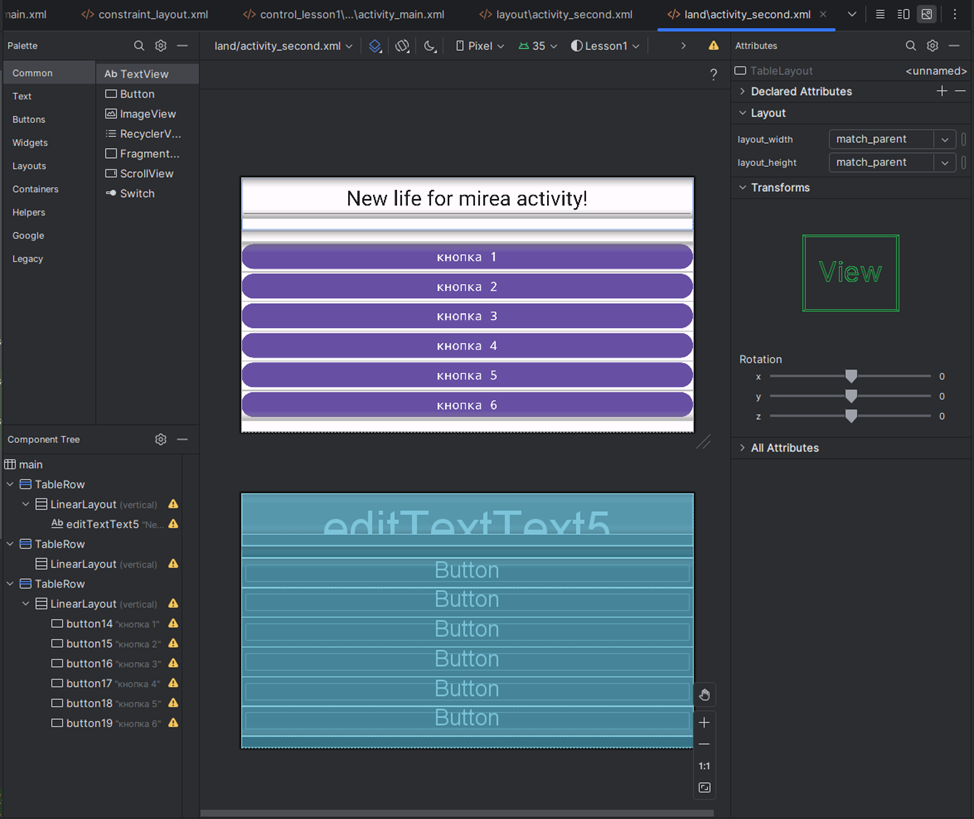 nain.xml constraint_layout.xml control_lesson1\...\activity_main.xml layout\activity_second.xml land\activity_second.xml
Palette
Common
Text
Buttons
Widgets
Layouts
Containers
Helpers
Google
Legacy
Ab TextView
Button
ImageView
RecyclerV...
Fragment...
ScrollView
Switch
land/activity_second.xml Pixel 35 Lesson1
?
New life for mirea activity!
кнопка 1
кнопка 2
кнопка 3
кнопка 4
кнопка 5
кнопка 6
editTextText5
Button
Button
Button
Button
Button
Button
1:1
Component Tree
main
TableRow
LinearLayout (vertical)
Ab editTextText5 "Ne...
TableRow
LinearLayout (vertical)
TableRow
LinearLayout (vertical)
button14 "кнопка 1"
button15 "кнопка 2"
button16 "кнопка 3"
button17 "кнопка 4"
button18 "кнопка 5"
button19 "кнопка 6"
Attributes
TableLayout <unnamed>
Declared Attributes
Layout
layout_width match_parent
layout_height match_parent
Transforms
View
Rotation
x 0
y 0
z 0
All Attributes